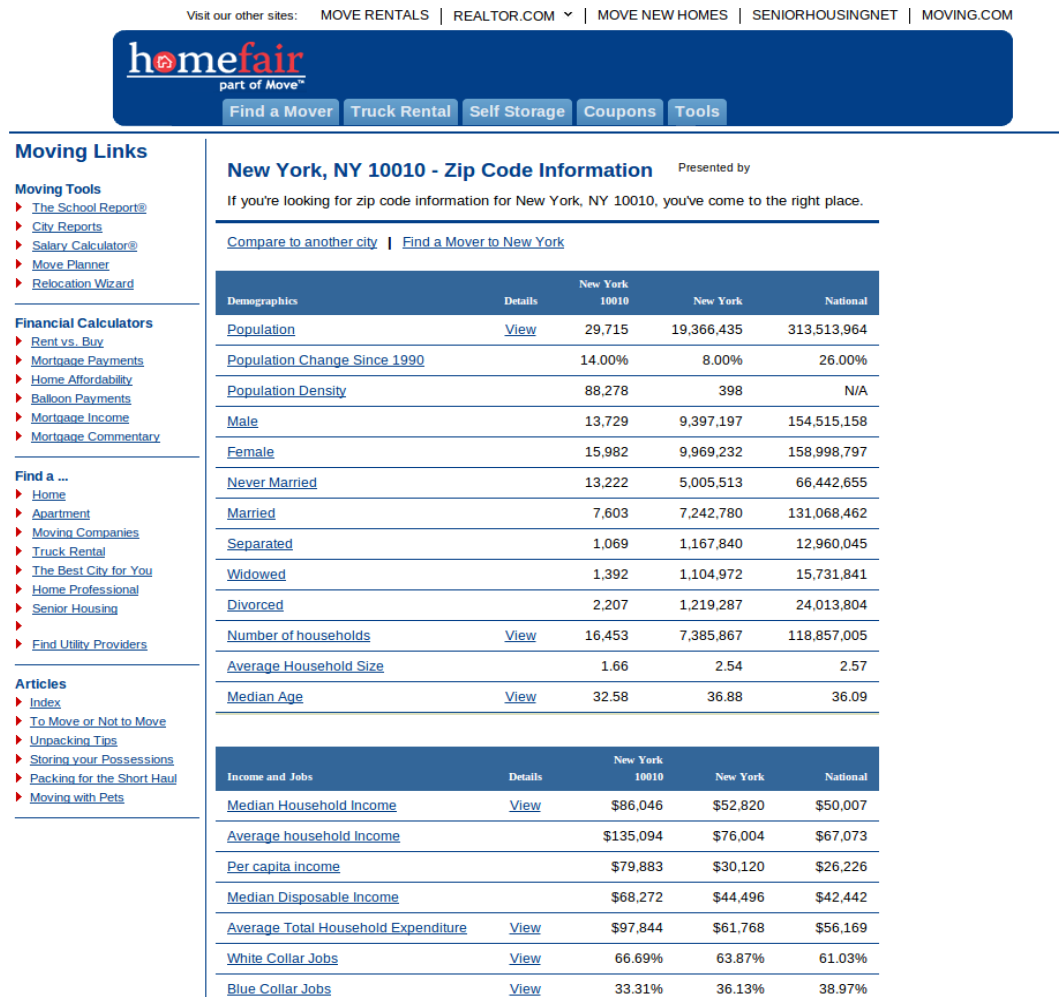 Visit our other sites: MOVE RENTALS | REALTOR.COM | MOVE NEW HOMES | SENIORHOUSINGNET | MOVING.COM
homefair
part of Move™
Find a Mover Truck Rental Self Storage Coupons Tools
Moving Links
Moving Tools
The School Report®
City Reports
Salary Calculator®
Move Planner
Relocation Wizard
Financial Calculators
Rent vs. Buy
Mortgage Payments
Home Affordability
Balloon Payments
Mortgage Income
Mortgage Commentary
Find a ...
Home
Apartment
Moving Companies
Truck Rental
The Best City for You
Home Professional
Senior Housing
Find Utility Providers
Articles
Index
To Move or Not to Move
Unpacking Tips
Storing your Possessions
Packing for the Short Haul
Moving with Pets
New York, NY 10010 - Zip Code Information Presented by
If you're looking for zip code information for New York, NY 10010, you've come to the right place.
Compare to another city | Find a Mover to New York
New York
Demographics Details 10010 New York National
Population View 29,715 19,366,435 313,513,964
Population Change Since 1990 14.00% 8.00% 26.00%
Population Density 88,278 398 N/A
Male 13,729 9,397,197 154,515,158
Female 15,982 9,969,232 158,998,797
Never Married 13,222 5,005,513 66,442,655
Married 7,603 7,242,780 131,068,462
Separated 1,069 1,167,840 12,960,045
Widowed 1,392 1,104,972 15,731,841
Divorced 2,207 1,219,287 24,013,804
Number of households View 16,453 7,385,867 118,857,005
Average Household Size 1.66 2.54 2.57
Median Age View 32.58 36.88 36.09
New York
Income and Jobs Details 10010 New York National
Median Household Income View $86,046 $52,820 $50,007
Average household Income $135,094 $76,004 $67,073
Per capita income $79,883 $30,120 $26,226
Median Disposable Income $68,272 $44,496 $42,442
Average Total Household Expenditure View $97,844 $61,768 $56,169
White Collar Jobs View 66.69% 63.87% 61.03%
Blue Collar Jobs View 33.31% 36.13% 38.97%